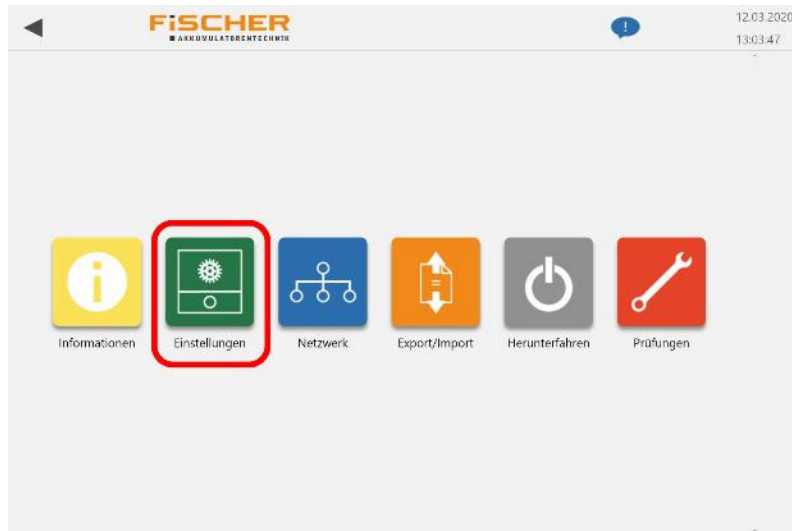 FiSCHER
AKKUMULATORENTECHNIK
12.03.2020
13:03:47
Informationen
Einstellungen
Netzwerk
Export/Import
Herunterfahren
Prüfungen